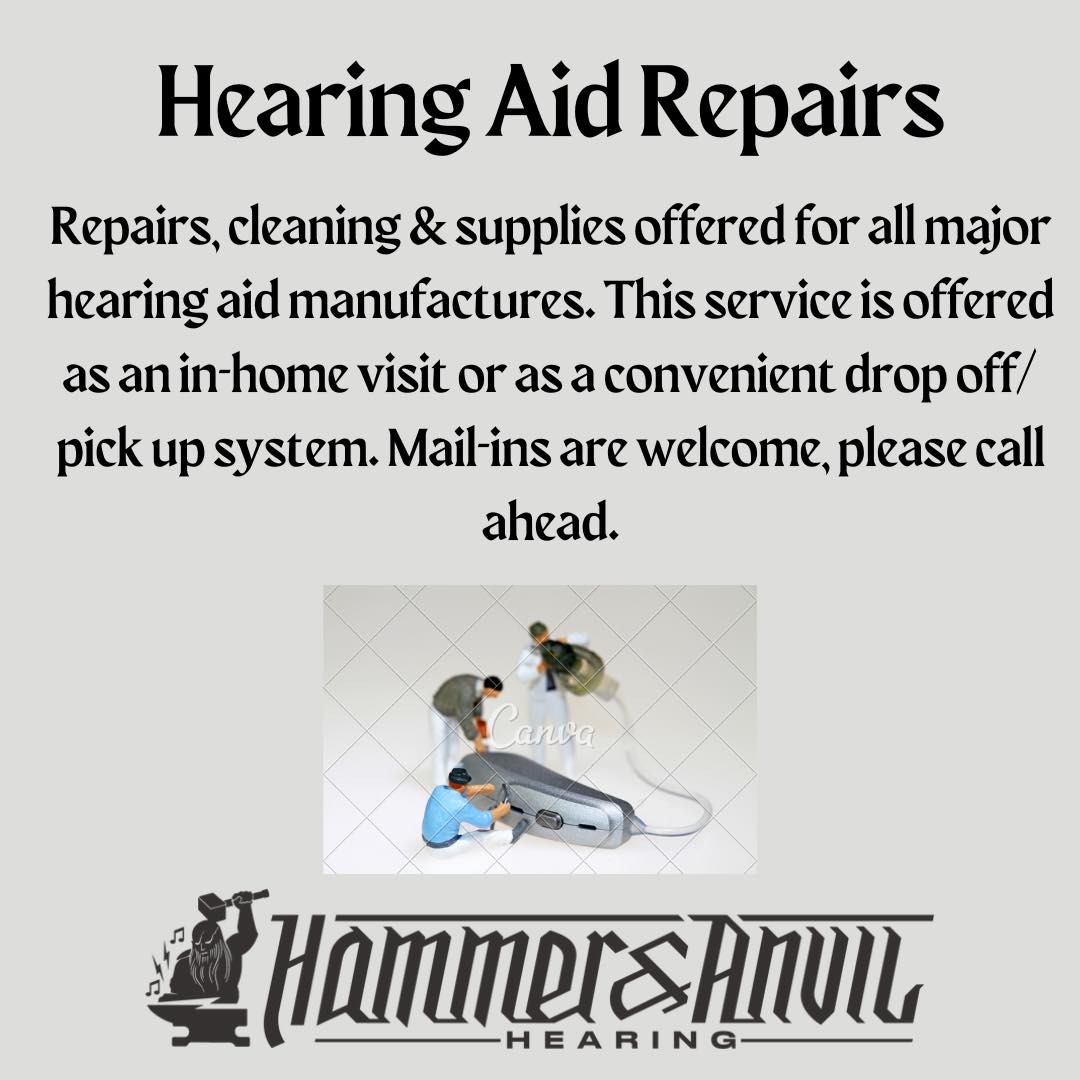 Hearing Aid Repairs
Repairs, cleaning & supplies offered for all major
hearing aid manufactures. This service is offered
as an in-home visit or as a convenient drop off/
pick up system. Mail-ins are welcome, please call
ahead.
Canva
Hammer&Anvil
HEARING